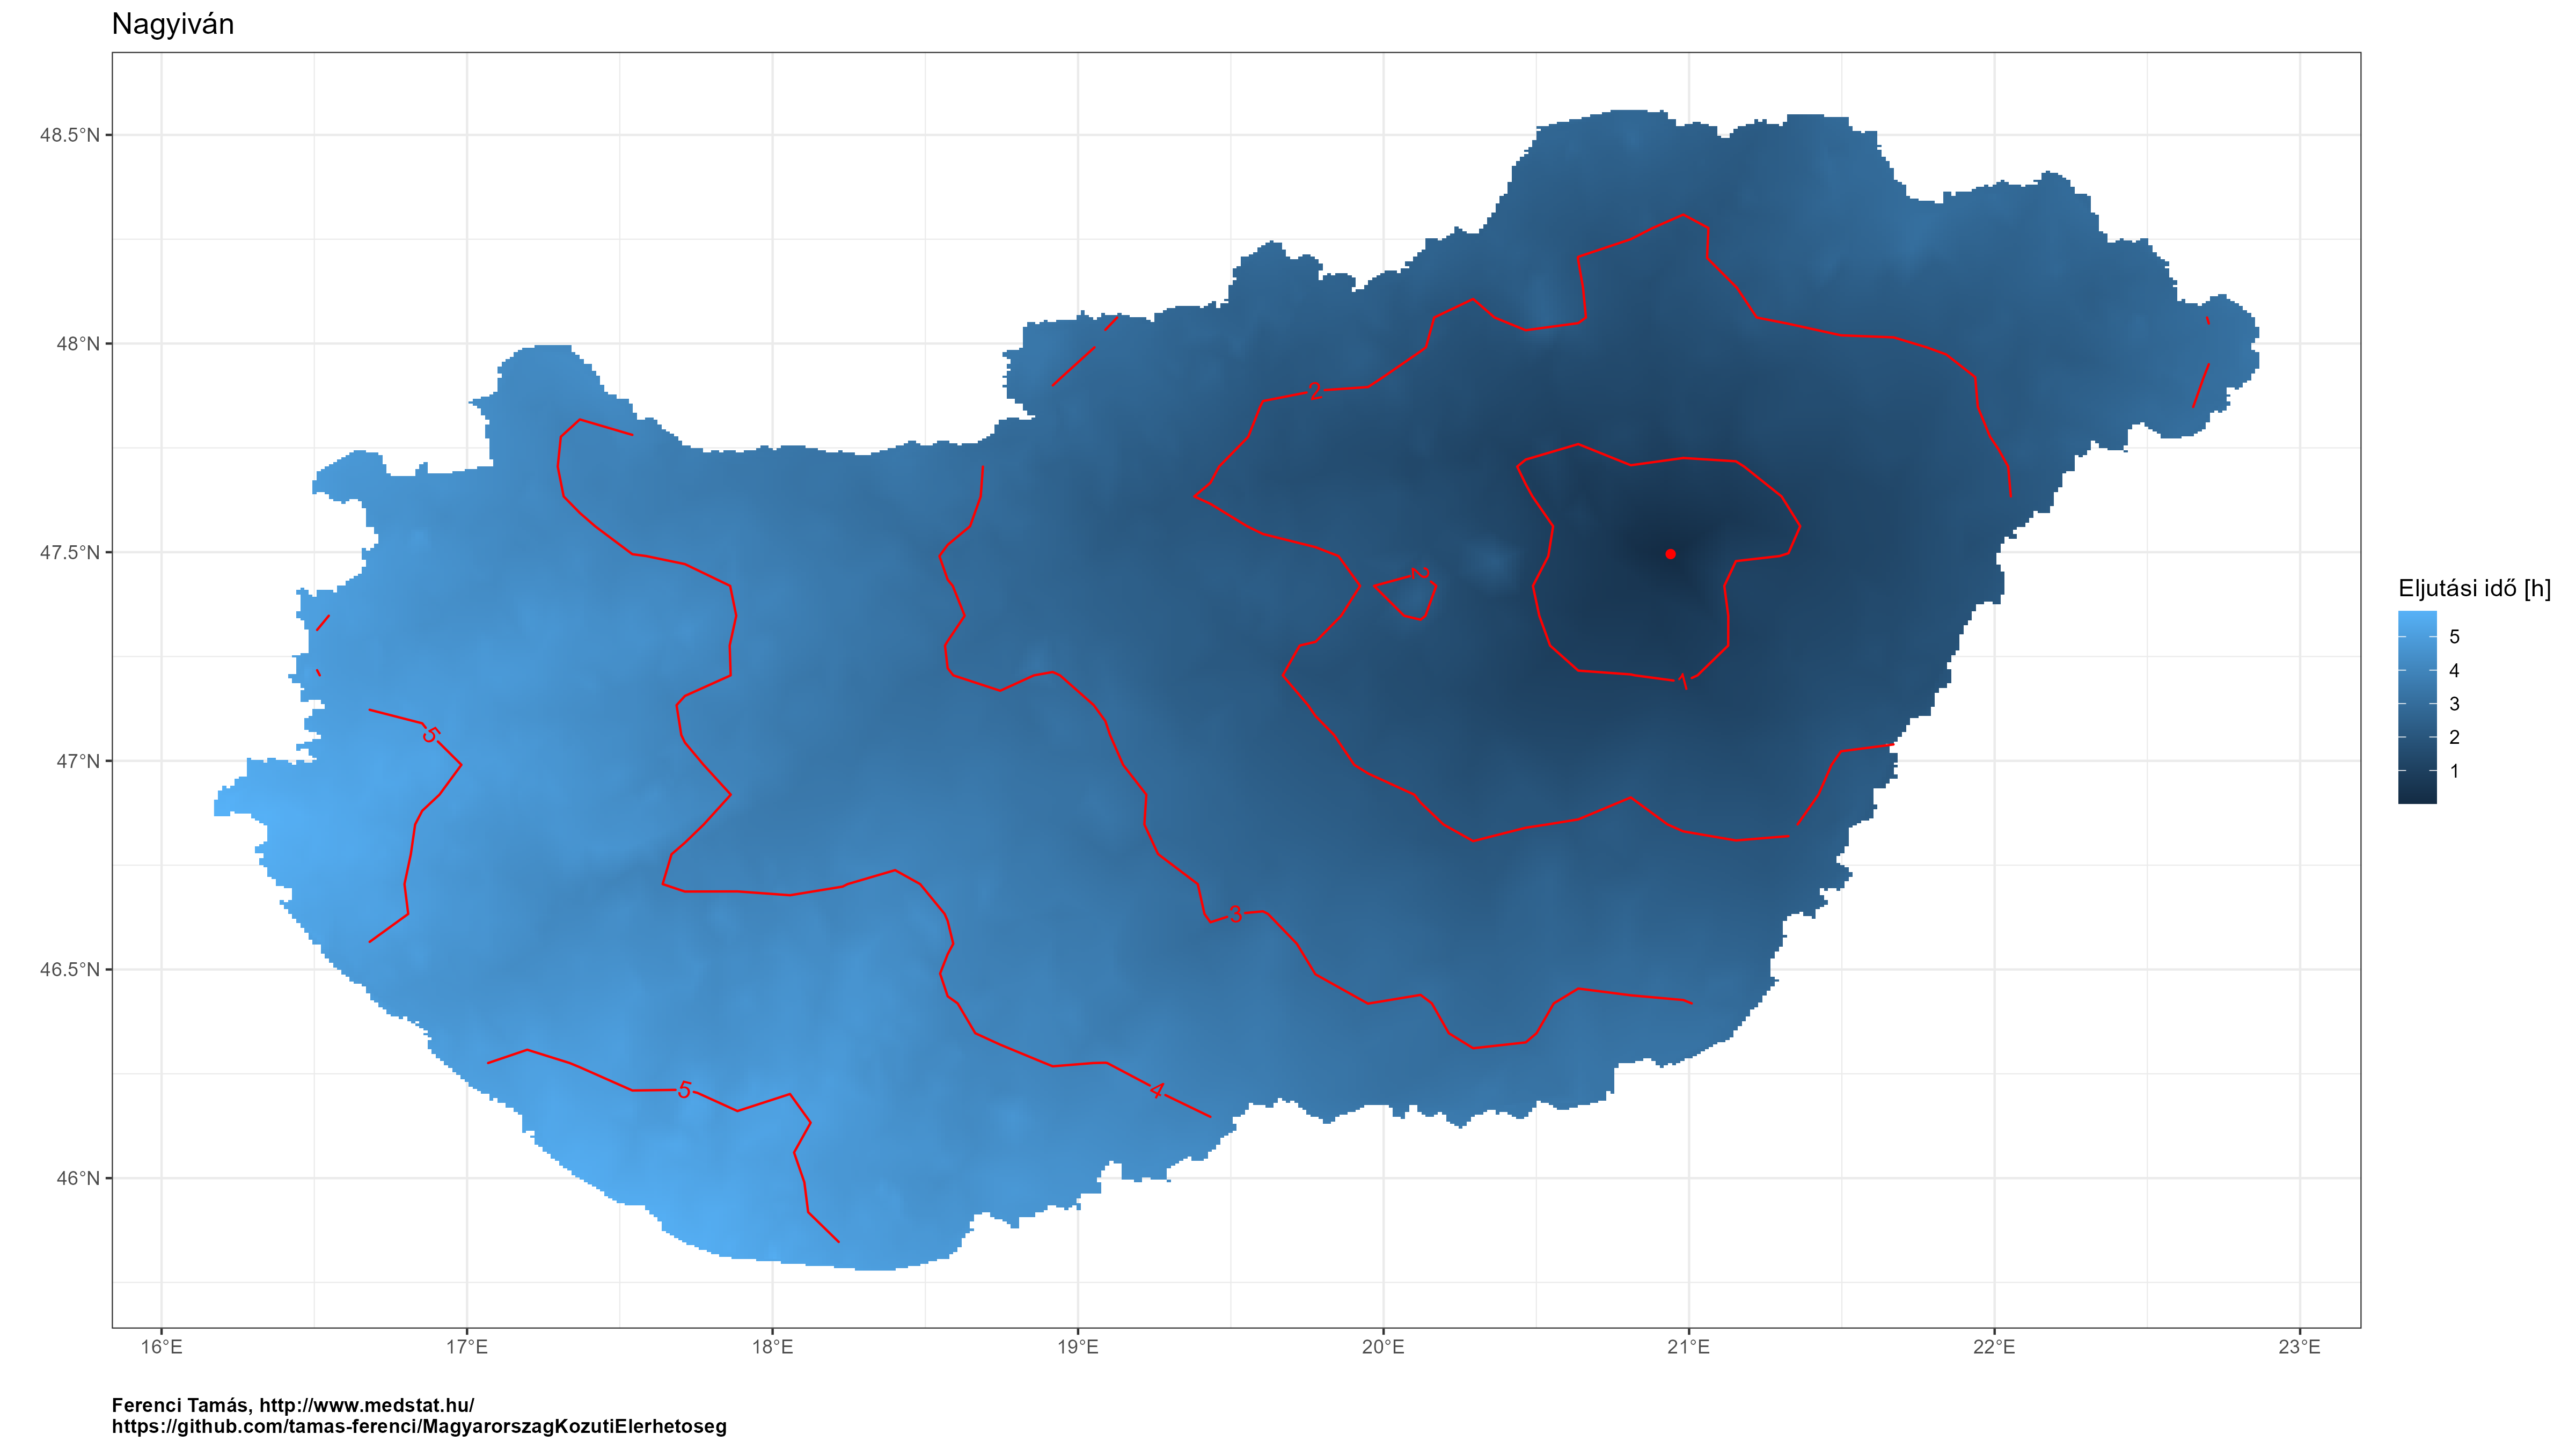 Nagyiván
48.5°N
48°N
47.5°N
47°N
46.5°N
46°N
16°E
17°E
18°E
19°E
20°E
21°E
22°E
23°E
2
2
1
3
4
5
5
Eljutási idő [h]
5
4
3
2
1
Ferenci Tamás, http://www.medstat.hu/
https://github.com/tamas-ferenci/MagyarorszagKozutiElerhetoseg